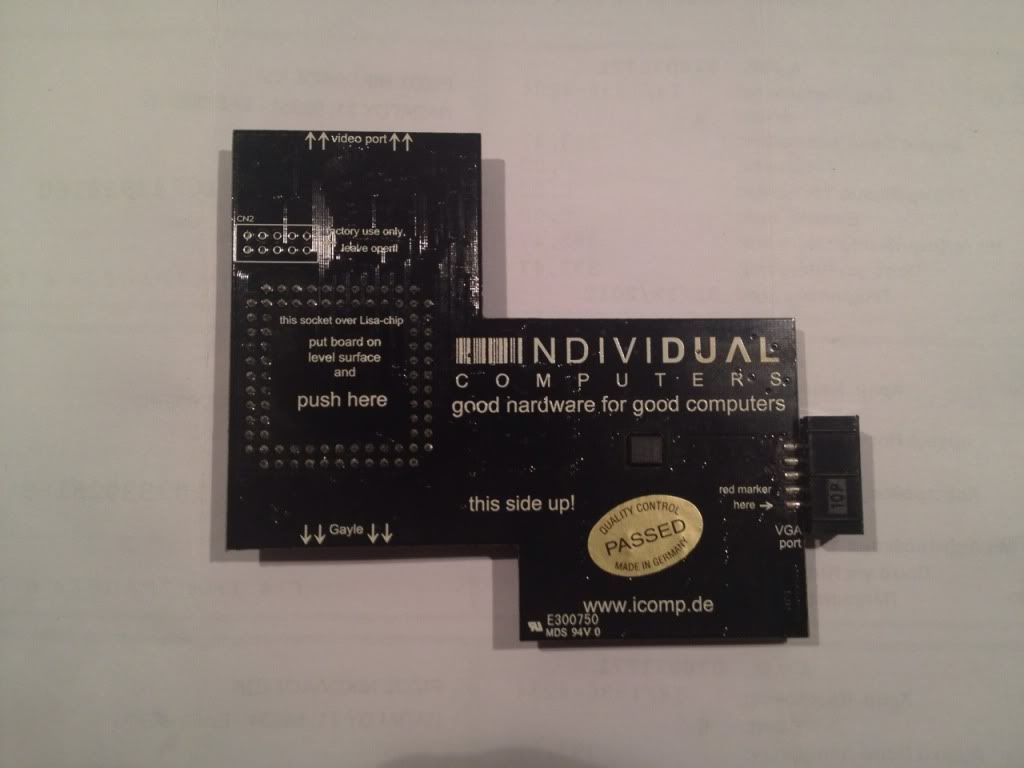 ↑↑ video port ↑↑
CN2
factory use only,
leave open!!
this socket over Lisa-chip
put board on
level surface
and
push here
↓↓ Gayle ↓↓
INDIVIDUAL
COMPUTERS
good hardware for good computers
this side up!
red marker
here →
10P
VGA
port
QUALITY CONTROL
PASSED
MADE IN GERMANY
www.icomp.de
E300750
MDS 94V 0